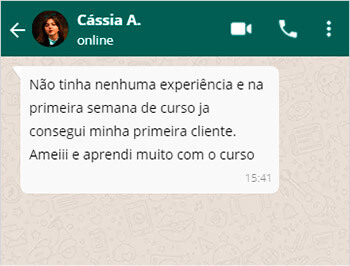 Cássia A.
online
Não tinha nenhuma experiência e na
primeira semana de curso ja
consegui minha primeira cliente.
Ameiii e aprendi muito com o curso
15:41